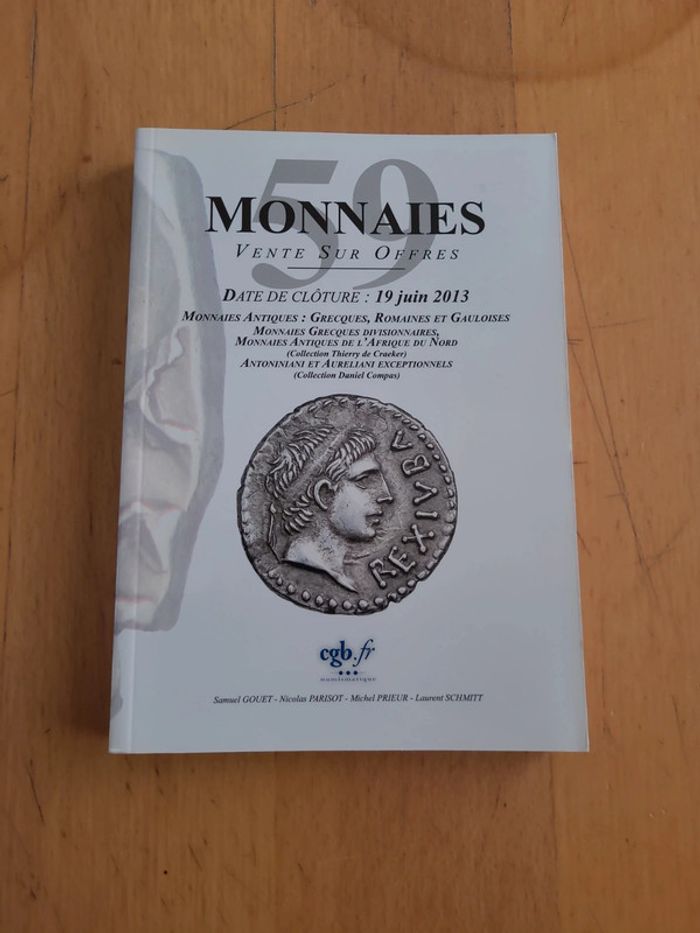 59
MONNAIES
VENTE SUR OFFRES
DATE DE CLÔTURE : 19 juin 2013
MONNAIES ANTIQUES : GRECQUES, ROMAINES ET GAULOISES
MONNAIES GRECQUES DIVISIONNAIRES,
MONNAIES ANTIQUES DE L'AFRIQUE DU NORD
(Collection Thierry de Craeker)
ANTONINIANI ET AURELIANI EXCEPTIONNELS
(Collection Daniel Compas)
REXIVBV
cgb.fr
numismatique
Samuel GOUET - Nicolas PARISOT - Michel PRIEUR - Laurent SCHMITT